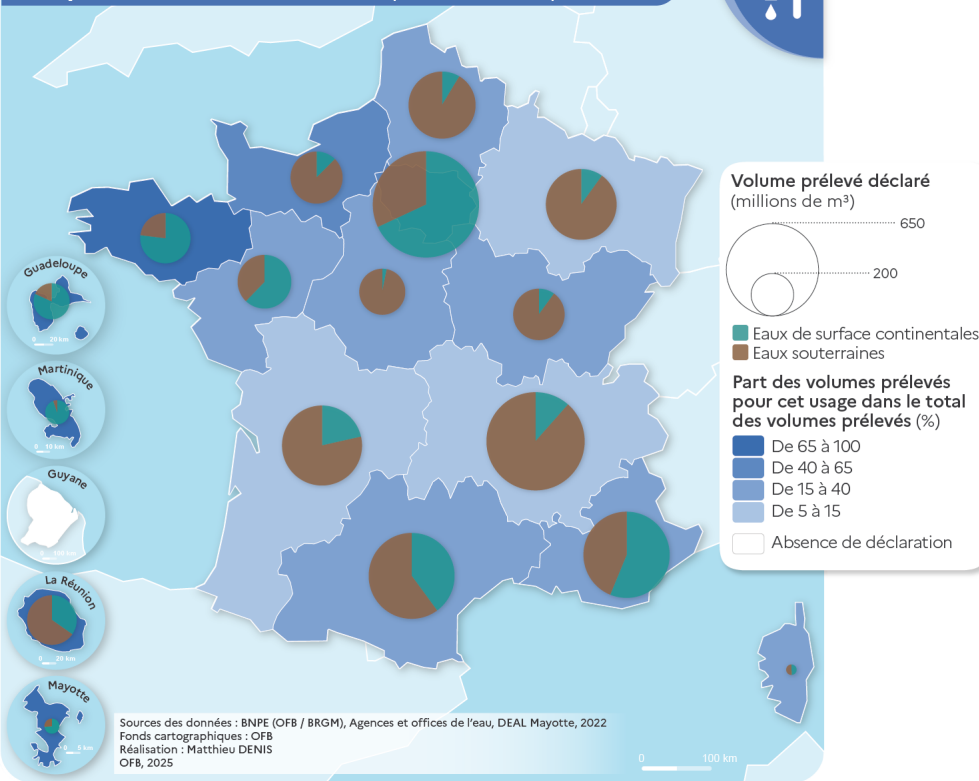 Volume prélevé déclaré
(millions de m³)
650
200
Eaux de surface continentales
Eaux souterraines
Part des volumes prélevés
pour cet usage dans le total
des volumes prélevés (%)
De 65 à 100
De 40 à 65
De 15 à 40
De 5 à 15
Absence de déclaration
Guadeloupe
0 20 km
Martinique
0 10 km
Guyane
0 100 km
La Réunion
0 20 km
Mayotte
0 5 km
Sources des données : BNPE (OFB / BRGM), Agences et offices de l'eau, DEAL Mayotte, 2022
Fonds cartographiques : OFB
Réalisation : Matthieu DENIS
OFB, 2025
0 100 km